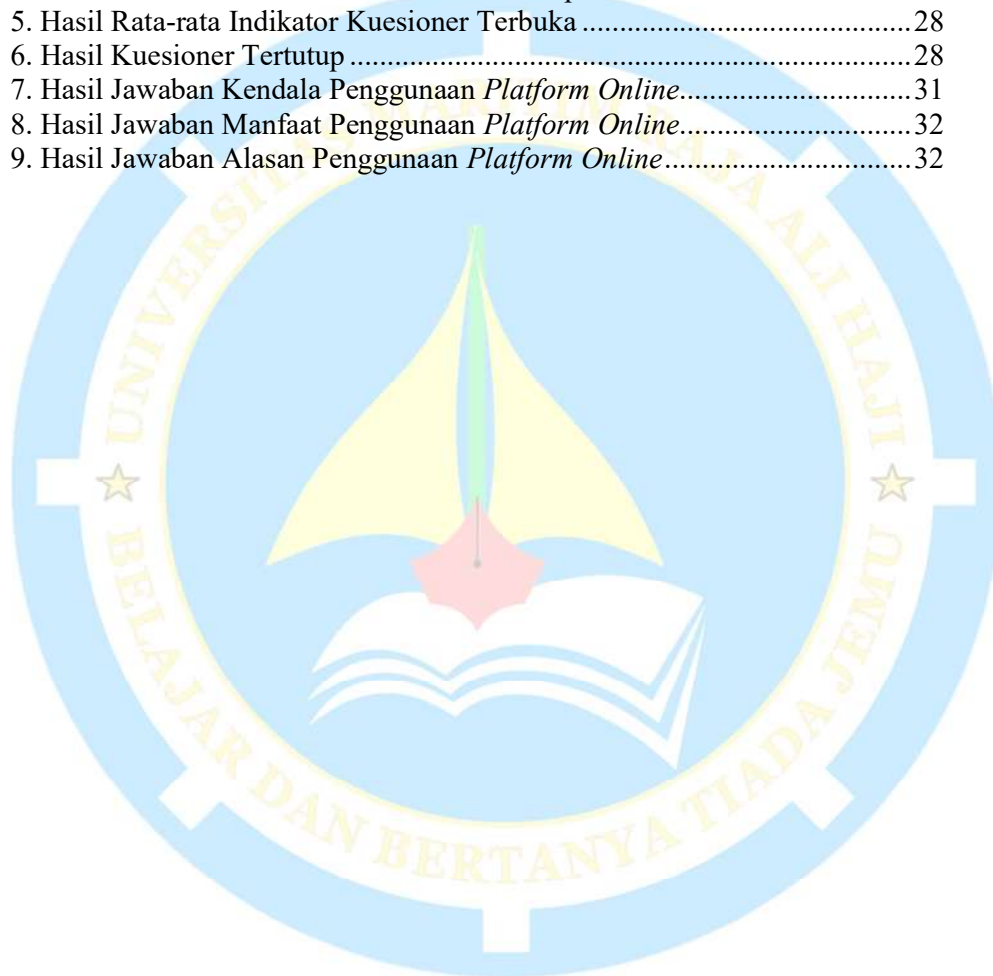 5. Hasil Rata-rata Indikator Kuesioner Terbuka ......................................... 28
6. Hasil Kuesioner Tertutup ........................................................................ 28
7. Hasil Jawaban Kendala Penggunaan Platform Online.............................. 31
8. Hasil Jawaban Manfaat Penggunaan Platform Online.............................. 32
9. Hasil Jawaban Alasan Penggunaan Platform Online................................ 32
UNIVERSITAS MARITIM RAJA ALI HAJI
BELAJAR DAN BERTANYA TIADA JEMU